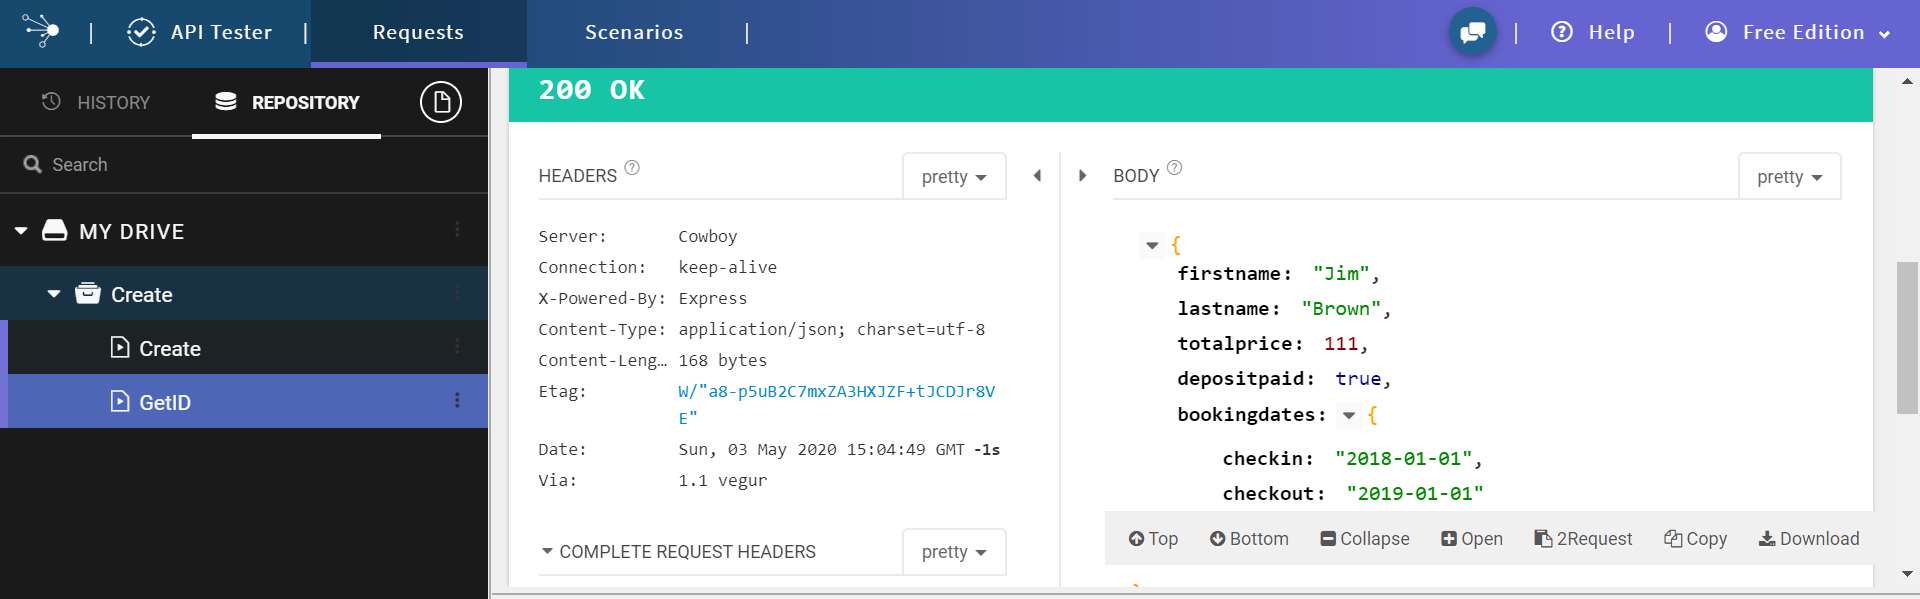 API Tester
Requests
Scenarios
Help
Free Edition
HISTORY
REPOSITORY
Search
MY DRIVE
Create
Create
GetID
200 OK
HEADERS ?
pretty
Server: Cowboy
Connection: keep-alive
X-Powered-By: Express
Content-Type: application/json; charset=utf-8
Content-Leng… 168 bytes
Etag: W/"a8-p5uB2C7mxZA3HXJZF+tJCDJr8V
E"
Date: Sun, 03 May 2020 15:04:49 GMT -1s
Via: 1.1 vegur
COMPLETE REQUEST HEADERS
pretty
BODY ?
pretty
{
firstname: "Jim",
lastname: "Brown",
totalprice: 111,
depositpaid: true,
bookingdates: {
checkin: "2018-01-01",
checkout: "2019-01-01"
Top Bottom Collapse Open 2Request Copy Download